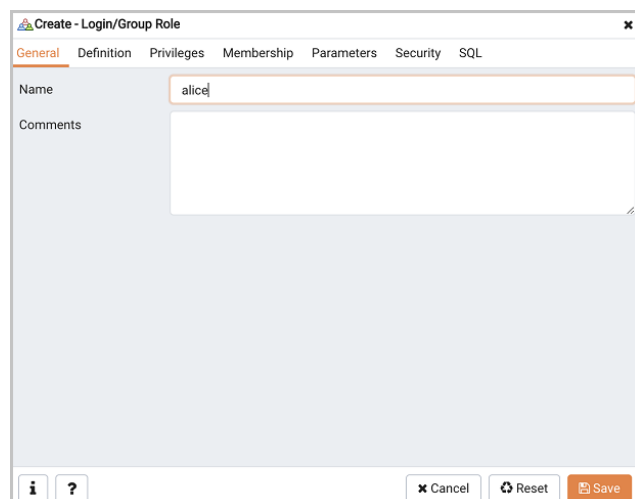 Create - Login/Group Role
General Definition Privileges Membership Parameters Security SQL
Name alice
Comments
i ? Cancel Reset Save